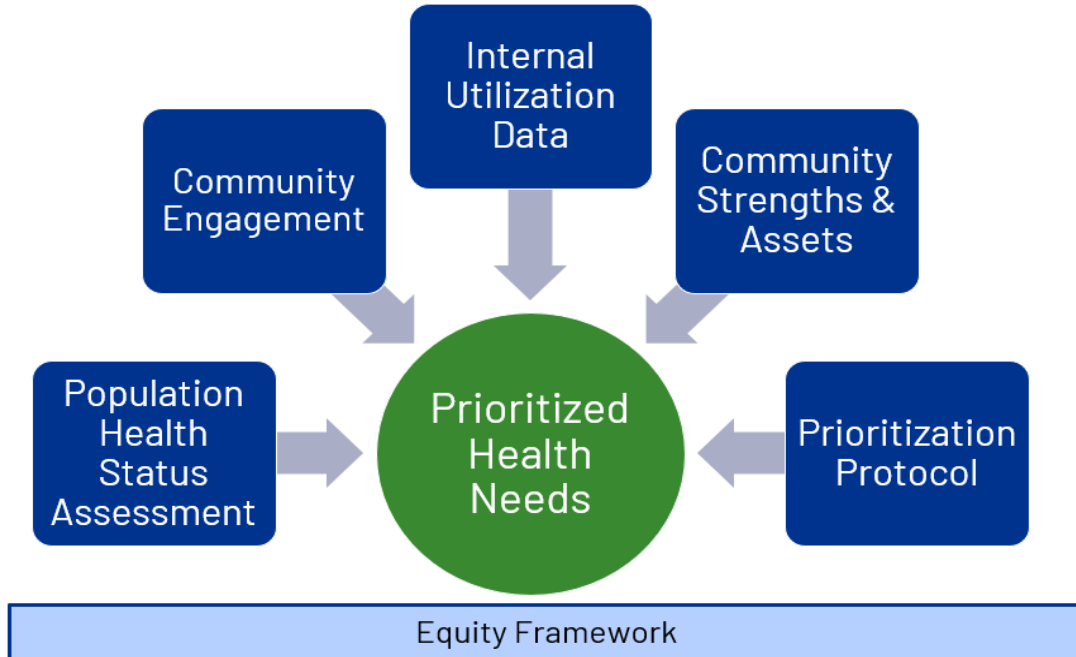 Internal
Utilization
Data
Community
Engagement
Community
Strengths &
Assets
Population
Health
Status
Assessment
Prioritized
Health
Needs
Prioritization
Protocol
Equity Framework